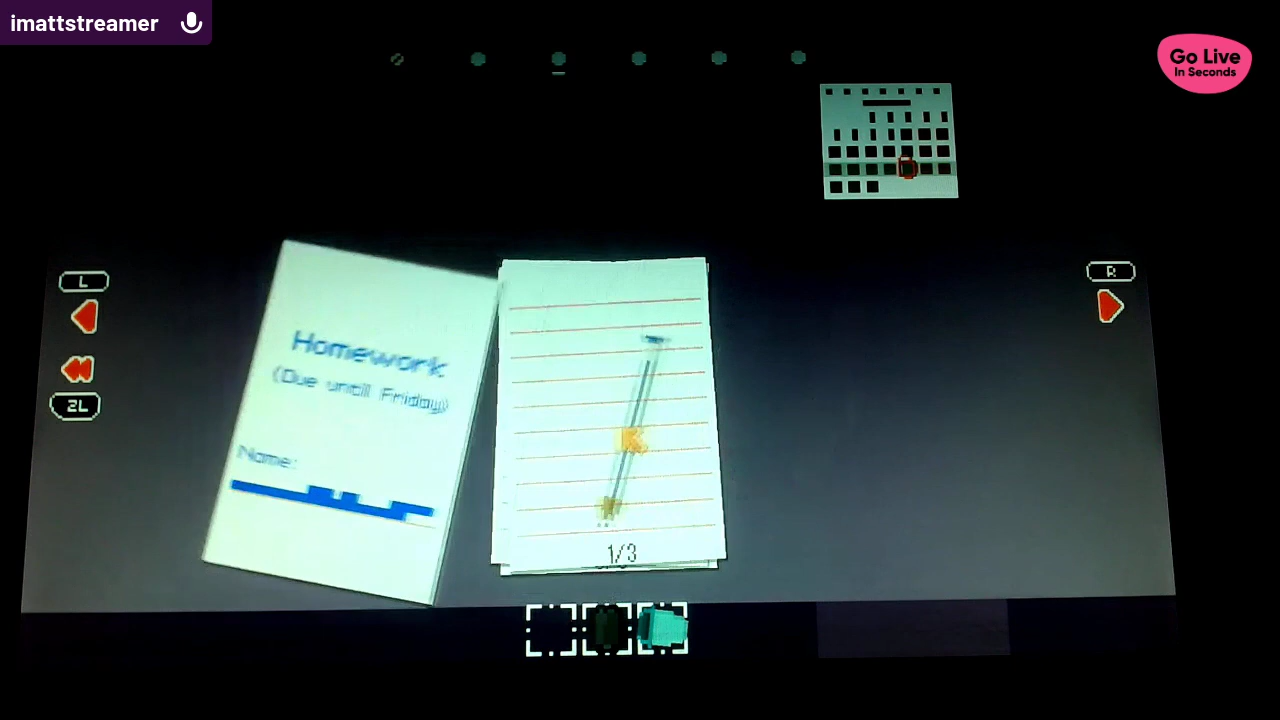 imattstreamer
Go Live
In Seconds
L
R
ZL
Homework
(Due until Friday)
Name:
1/3